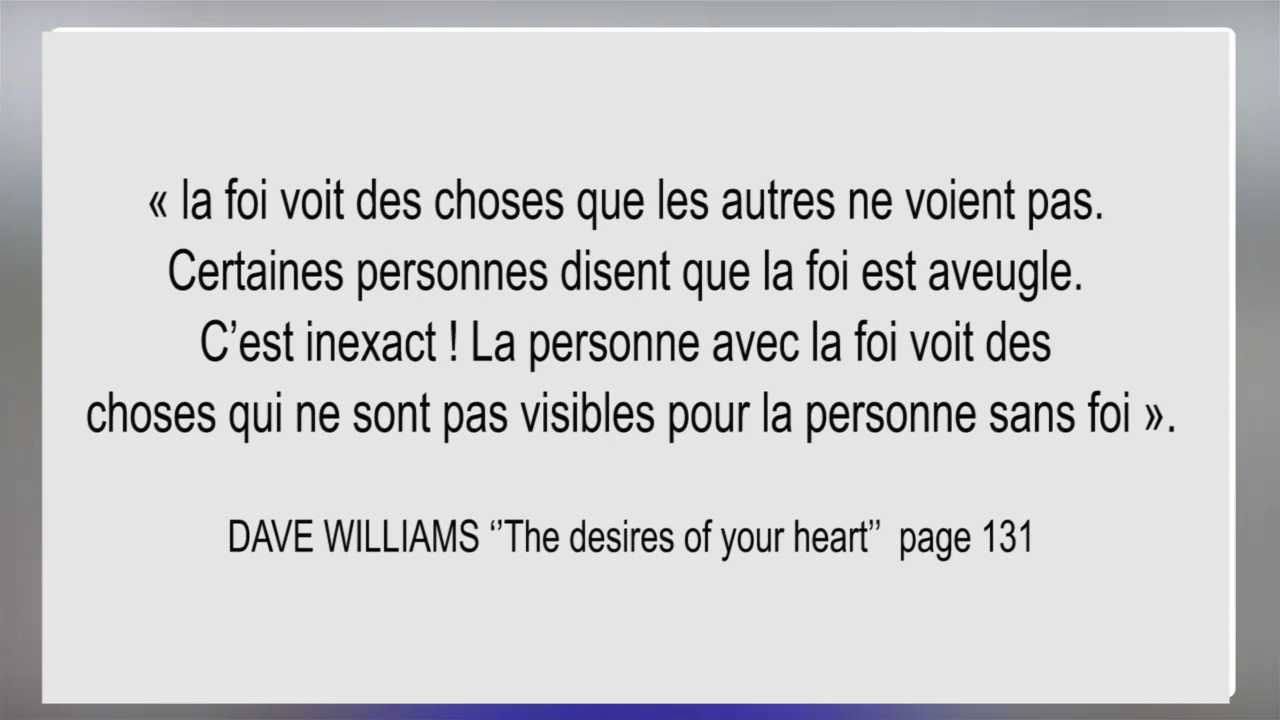 « la foi voit des choses que les autres ne voient pas.
Certaines personnes disent que la foi est aveugle.
C’est inexact ! La personne avec la foi voit des
choses qui ne sont pas visibles pour la personne sans foi ».
DAVE WILLIAMS ‘’The desires of your heart’’  page 131